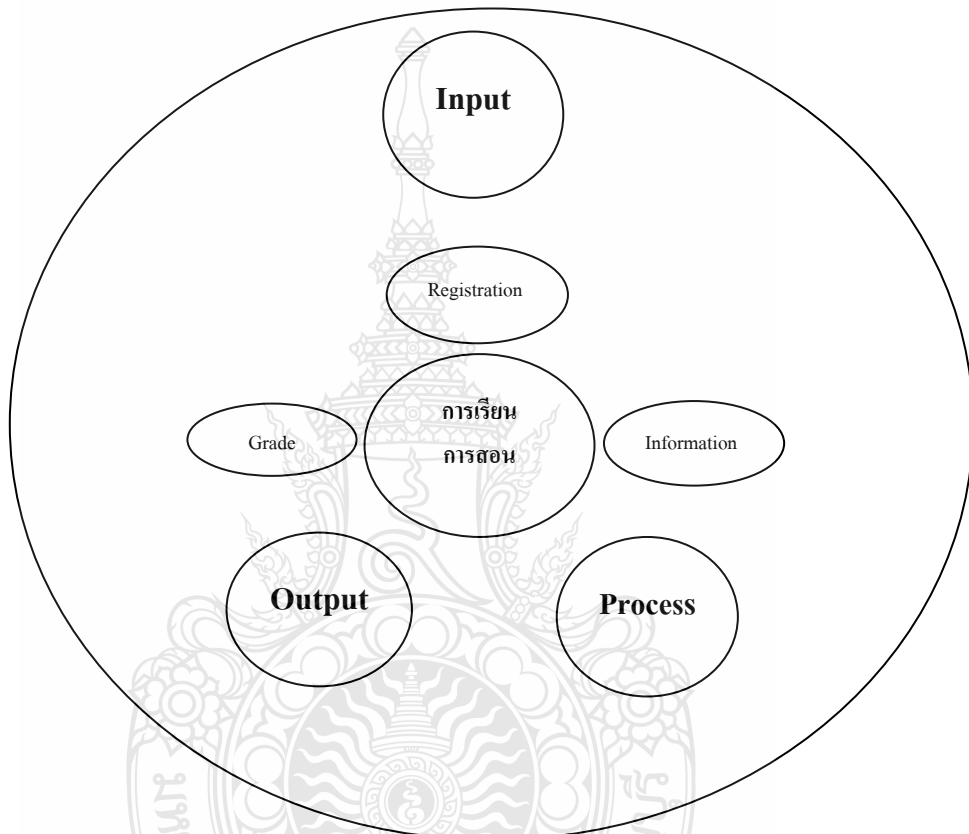 Input
Registration
การเรียน
การสอน
Grade
Information
Output
Process